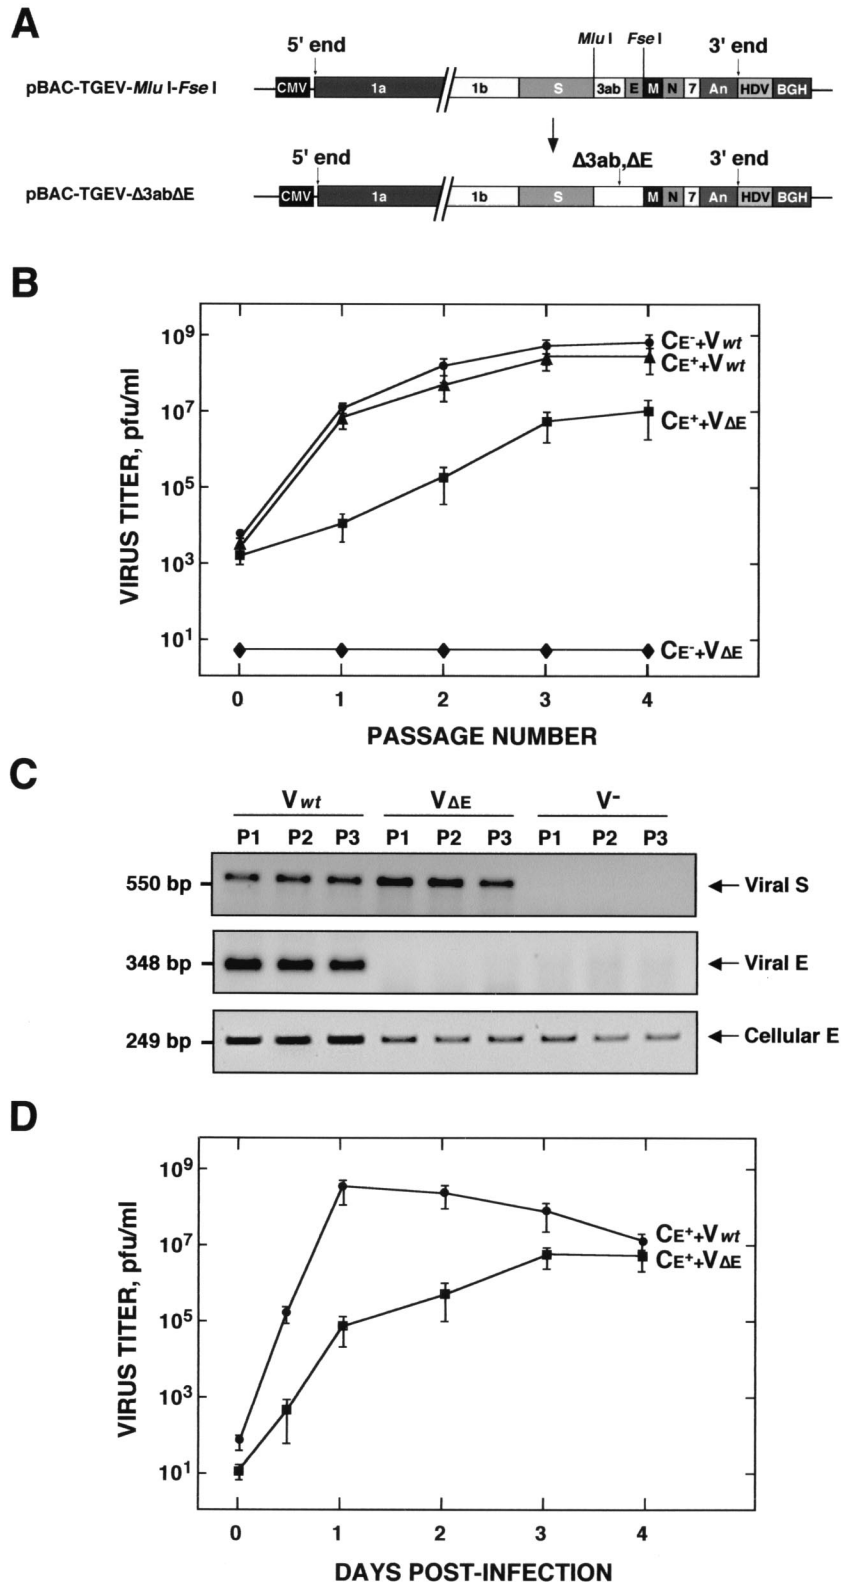 A
Mlu I Fse I
5' end 3' end
pBAC-TGEV-Mlu I-Fse I CMV 1a 1b S 3ab E M N 7 An HDV BGH
5' end Δ3ab,ΔE 3' end
pBAC-TGEV-Δ3abΔE CMV 1a 1b S M N 7 An HDV BGH
B
VIRUS TITER, pfu/ml
10⁹
10⁷
10⁵
10³
10¹
CE⁻+Vwt
CE⁺+Vwt
CE⁺+VΔE
CE⁻+VΔE
0 1 2 3 4
PASSAGE NUMBER
C
Vwt VΔE V⁻
P1 P2 P3 P1 P2 P3 P1 P2 P3
550 bp Viral S
348 bp Viral E
249 bp Cellular E
D
VIRUS TITER, pfu/ml
10⁹
10⁷
10⁵
10³
10¹
CE⁺+Vwt
CE⁺+VΔE
0 1 2 3 4
DAYS POST-INFECTION